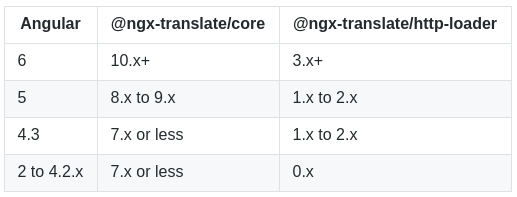 Angular @ngx-translate/core @ngx-translate/http-loader
6 10.x+ 3.x+
5 8.x to 9.x 1.x to 2.x
4.3 7.x or less 1.x to 2.x
2 to 4.2.x 7.x or less 0.x